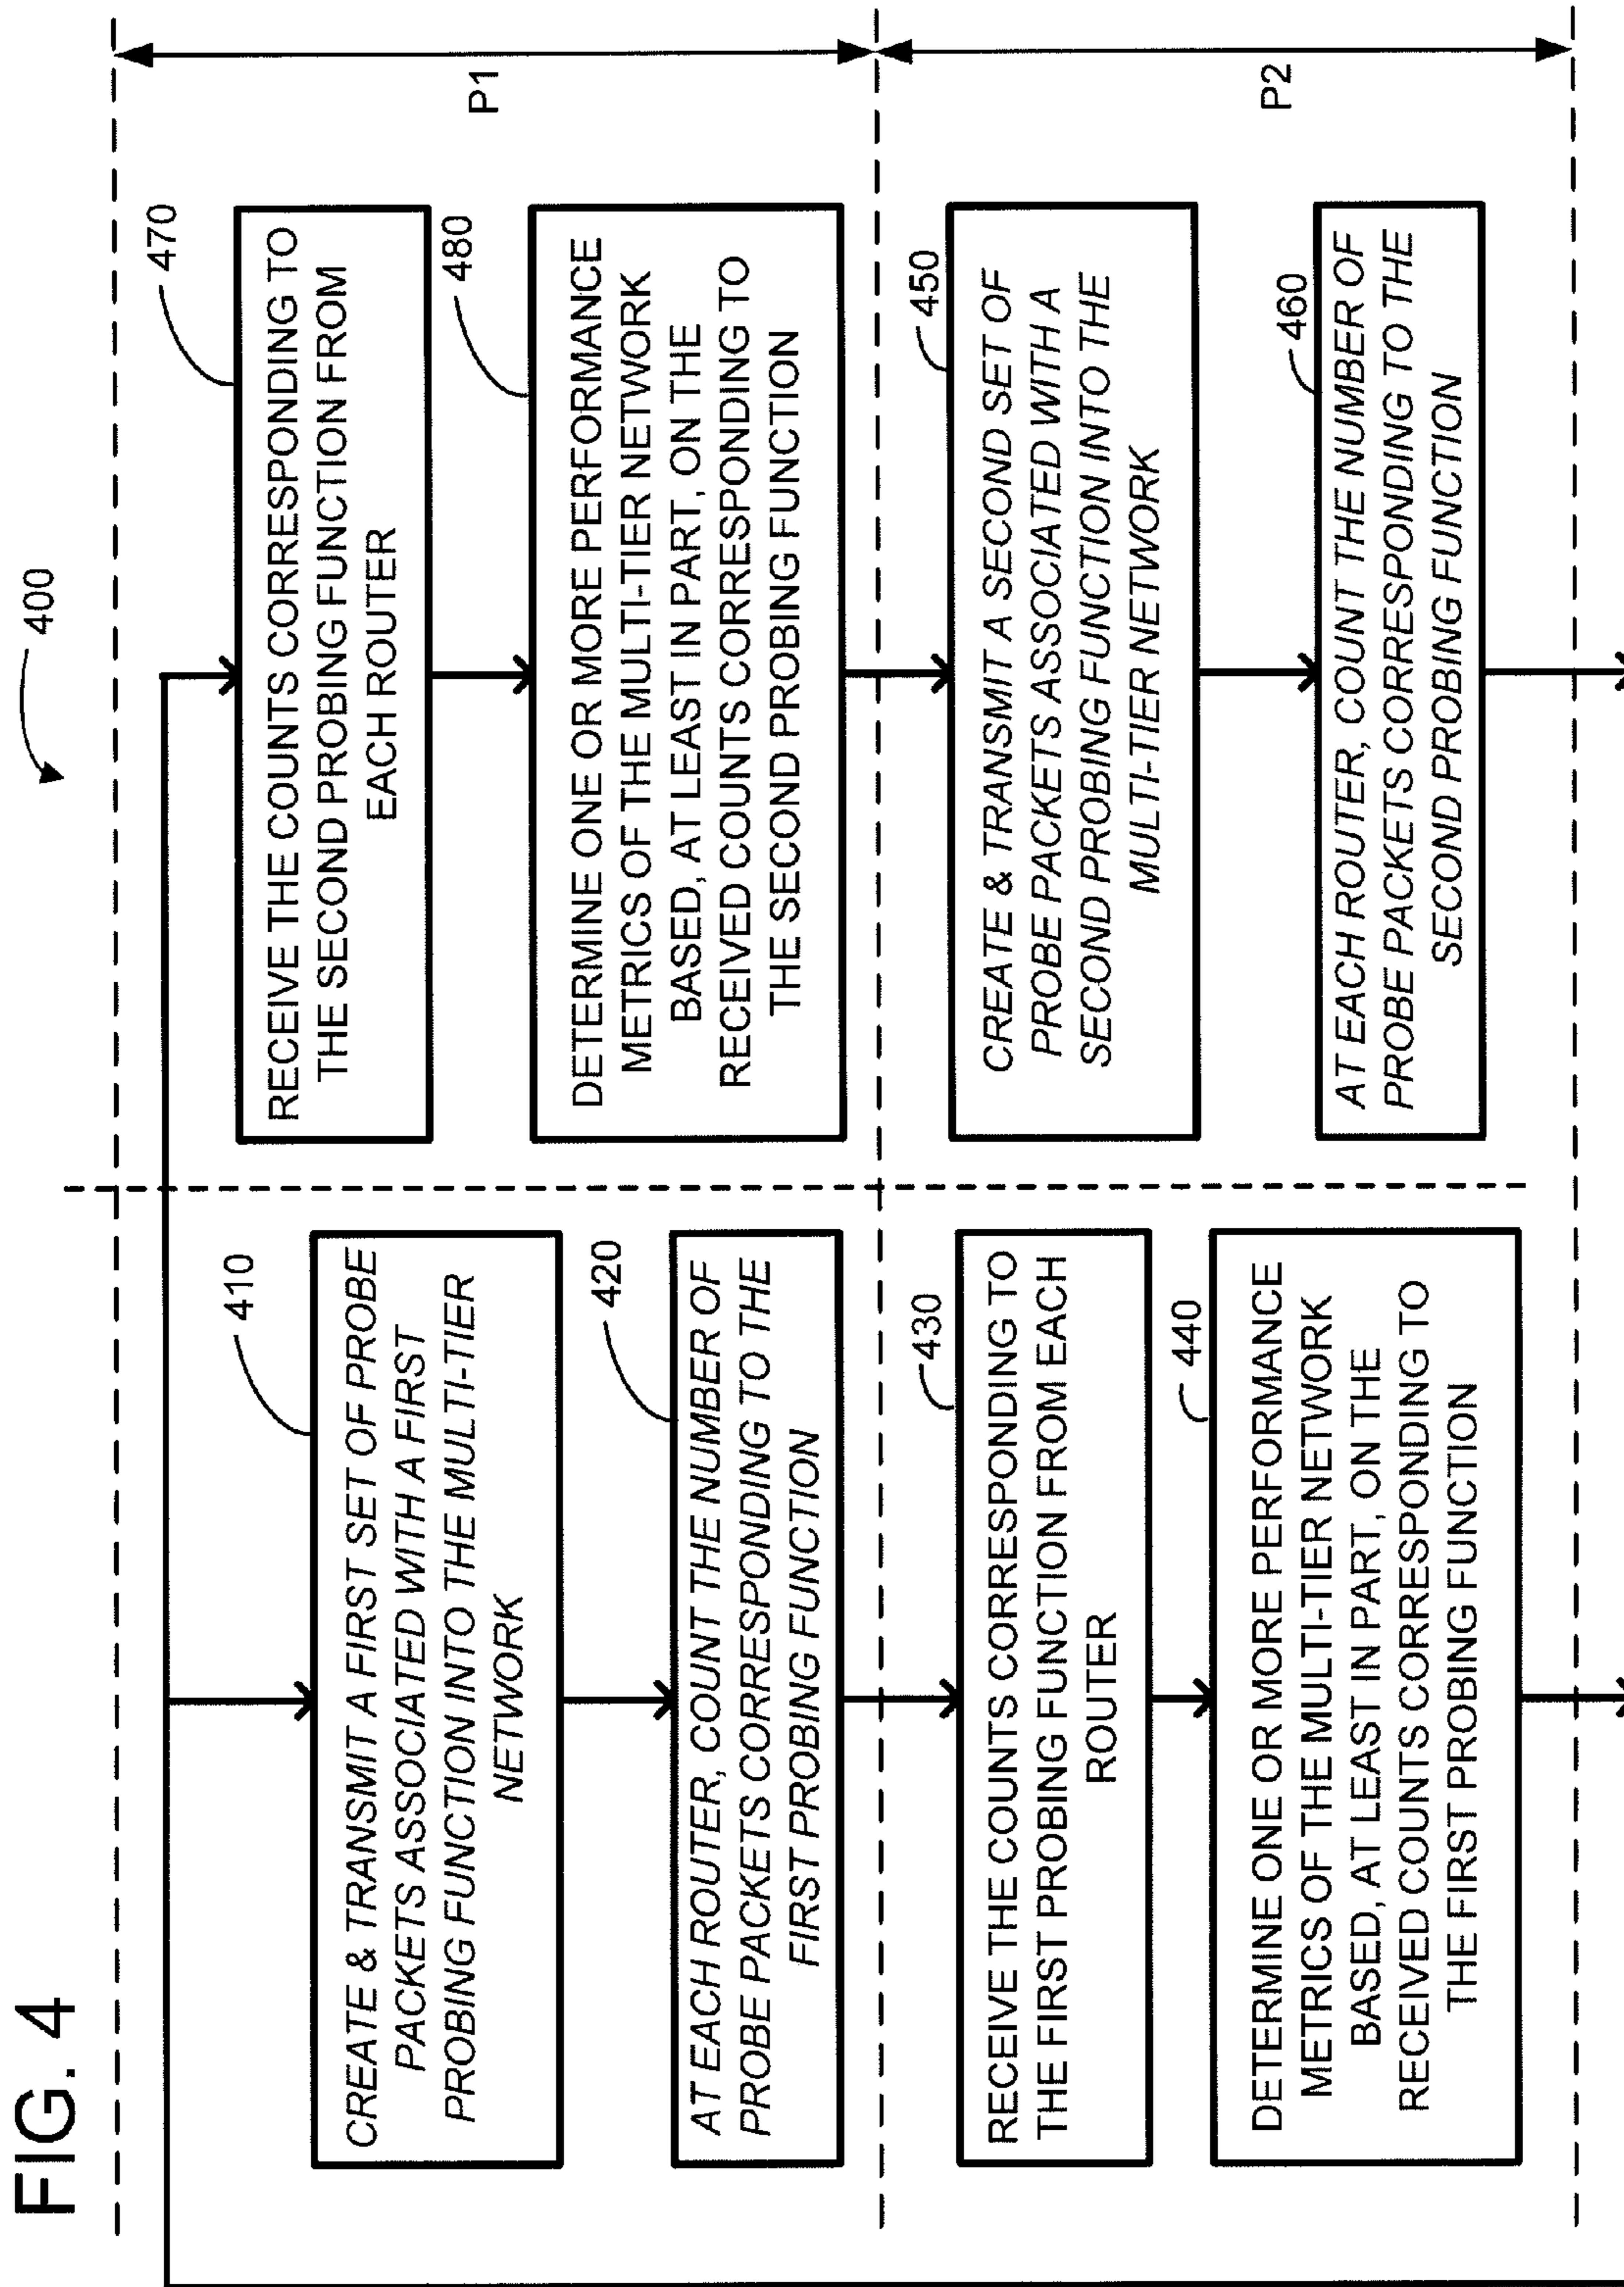 FIG. 4
400
410
CREATE & TRANSMIT A FIRST SET OF PROBE
PACKETS ASSOCIATED WITH A FIRST
PROBING FUNCTION INTO THE MULTI-TIER
NETWORK
420
AT EACH ROUTER, COUNT THE NUMBER OF
PROBE PACKETS CORRESPONDING TO THE
FIRST PROBING FUNCTION
430
RECEIVE THE COUNTS CORRESPONDING TO
THE FIRST PROBING FUNCTION FROM EACH
ROUTER
440
DETERMINE ONE OR MORE PERFORMANCE
METRICS OF THE MULTI-TIER NETWORK
BASED, AT LEAST IN PART, ON THE
RECEIVED COUNTS CORRESPONDING TO
THE FIRST PROBING FUNCTION
470
RECEIVE THE COUNTS CORRESPONDING TO
THE SECOND PROBING FUNCTION FROM
EACH ROUTER
480
DETERMINE ONE OR MORE PERFORMANCE
METRICS OF THE MULTI-TIER NETWORK
BASED, AT LEAST IN PART, ON THE
RECEIVED COUNTS CORRESPONDING TO
THE SECOND PROBING FUNCTION
450
CREATE & TRANSMIT A SECOND SET OF
PROBE PACKETS ASSOCIATED WITH A
SECOND PROBING FUNCTION INTO THE
MULTI-TIER NETWORK
460
AT EACH ROUTER, COUNT THE NUMBER OF
PROBE PACKETS CORRESPONDING TO THE
SECOND PROBING FUNCTION
P1
P2